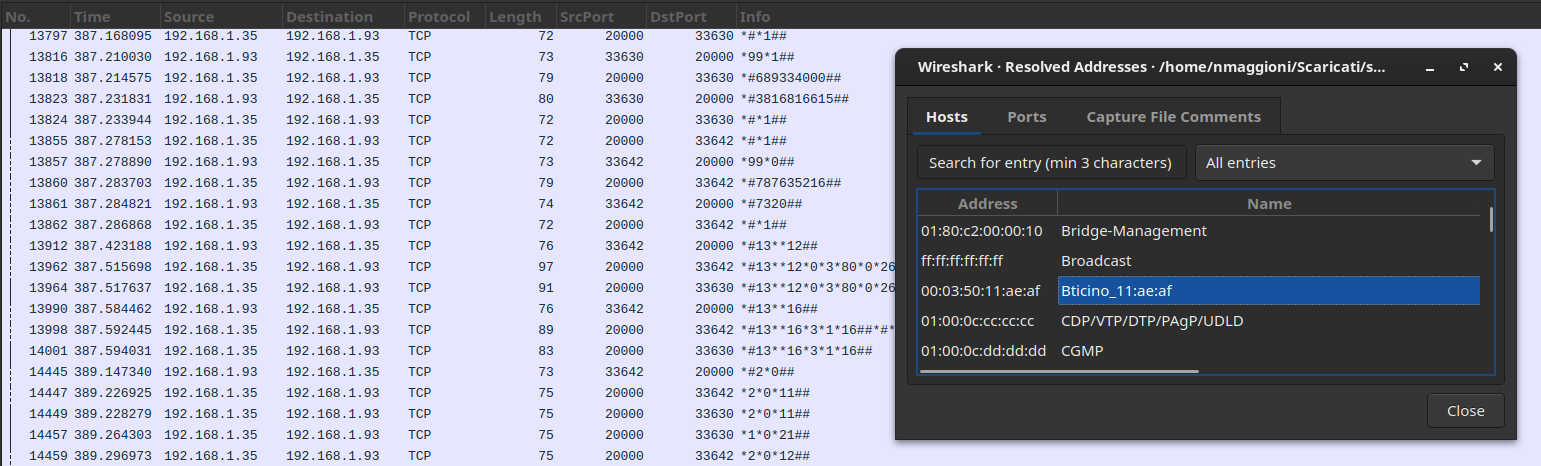 No. Time Source Destination Protocol Length SrcPort DstPort Info
13797 387.168095 192.168.1.35 192.168.1.93 TCP 72 20000 33630 *#*1##
13816 387.210030 192.168.1.93 192.168.1.35 TCP 73 33630 20000 *99*1##
13818 387.214575 192.168.1.35 192.168.1.93 TCP 79 20000 33630 *#689334000##
13823 387.231831 192.168.1.93 192.168.1.35 TCP 80 33630 20000 *#3816816615##
13824 387.233944 192.168.1.35 192.168.1.93 TCP 72 20000 33630 *#*1##
13855 387.278153 192.168.1.35 192.168.1.93 TCP 72 20000 33642 *#*1##
13857 387.278890 192.168.1.93 192.168.1.35 TCP 73 33642 20000 *99*0##
13860 387.283703 192.168.1.35 192.168.1.93 TCP 79 20000 33642 *#787635216##
13861 387.284821 192.168.1.93 192.168.1.35 TCP 74 33642 20000 *#7320##
13862 387.286868 192.168.1.35 192.168.1.93 TCP 72 20000 33642 *#*1##
13912 387.423188 192.168.1.93 192.168.1.35 TCP 76 33642 20000 *#13**12##
13962 387.515698 192.168.1.35 192.168.1.93 TCP 97 20000 33642 *#13**12*0*3*80*0*26
13964 387.517637 192.168.1.35 192.168.1.93 TCP 91 20000 33630 *#13**12*0*3*80*0*26
13990 387.584462 192.168.1.93 192.168.1.35 TCP 76 33642 20000 *#13**16##
13998 387.592445 192.168.1.35 192.168.1.93 TCP 89 20000 33642 *#13**16*3*1*16##*#*
14001 387.594031 192.168.1.35 192.168.1.93 TCP 83 20000 33630 *#13**16*3*1*16##
14445 389.147340 192.168.1.93 192.168.1.35 TCP 73 33642 20000 *#2*0##
14447 389.226925 192.168.1.35 192.168.1.93 TCP 75 20000 33642 *2*0*11##
14449 389.228279 192.168.1.35 192.168.1.93 TCP 75 20000 33630 *2*0*11##
14457 389.264303 192.168.1.35 192.168.1.93 TCP 75 20000 33630 *1*0*21##
14459 389.296973 192.168.1.35 192.168.1.93 TCP 75 20000 33642 *2*0*12##
Wireshark · Resolved Addresses · /home/nmaggioni/Scaricati/s...
Hosts Ports Capture File Comments
Search for entry (min 3 characters) All entries
Address Name
01:80:c2:00:00:10 Bridge-Management
ff:ff:ff:ff:ff:ff Broadcast
00:03:50:11:ae:af Bticino_11:ae:af
01:00:0c:cc:cc:cc CDP/VTP/DTP/PAgP/UDLD
01:00:0c:dd:dd:dd CGMP
Close